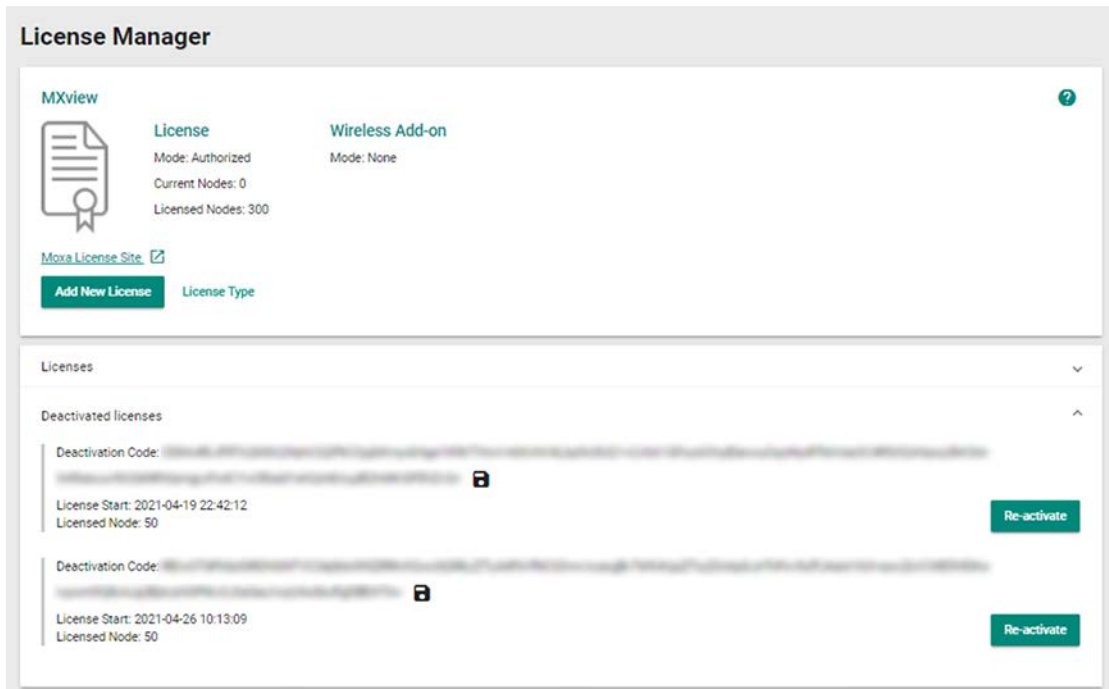 License Manager
MXview
License
Wireless Add-on
Mode: Authorized
Mode: None
Current Nodes: 0
Licensed Nodes: 300
Moxa License Site
Add New License
License Type
Licenses
Deactivated licenses
Deactivation Code:
License Start: 2021-04-19 22:42:12
Licensed Node: 50
Re-activate
Deactivation Code:
License Start: 2021-04-26 10:13:09
Licensed Node: 50
Re-activate